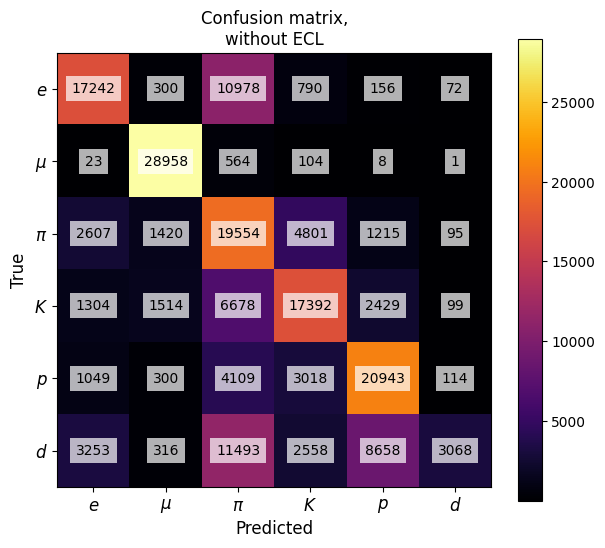 Confusion matrix,
without ECL
e 17242 300 10978 790 156 72
μ 23 28958 564 104 8 1
π 2607 1420 19554 4801 1215 95
K 1304 1514 6678 17392 2429 99
p 1049 300 4109 3018 20943 114
d 3253 316 11493 2558 8658 3068
e μ π K p d
Predicted
True
25000
20000
15000
10000
5000